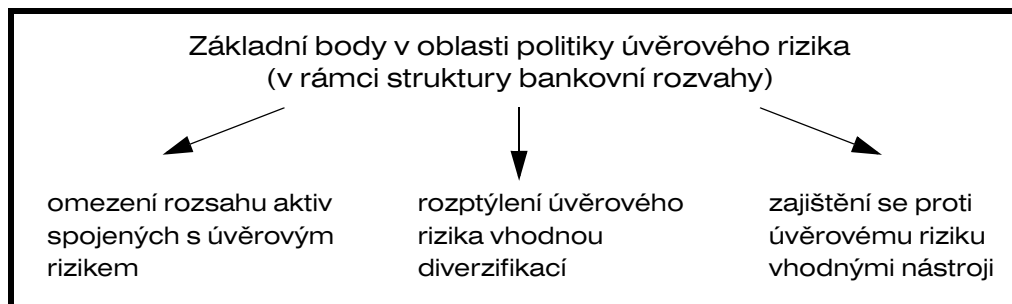 Základní body v oblasti politiky úvěrového rizika
(v rámci struktury bankovní rozvahy)
omezení rozsahu aktiv
spojených s úvěrovým
rizikem
rozptýlení úvěrového
rizika vhodnou
diverzifikací
zajištění se proti
úvěrovému riziku
vhodnými nástroji